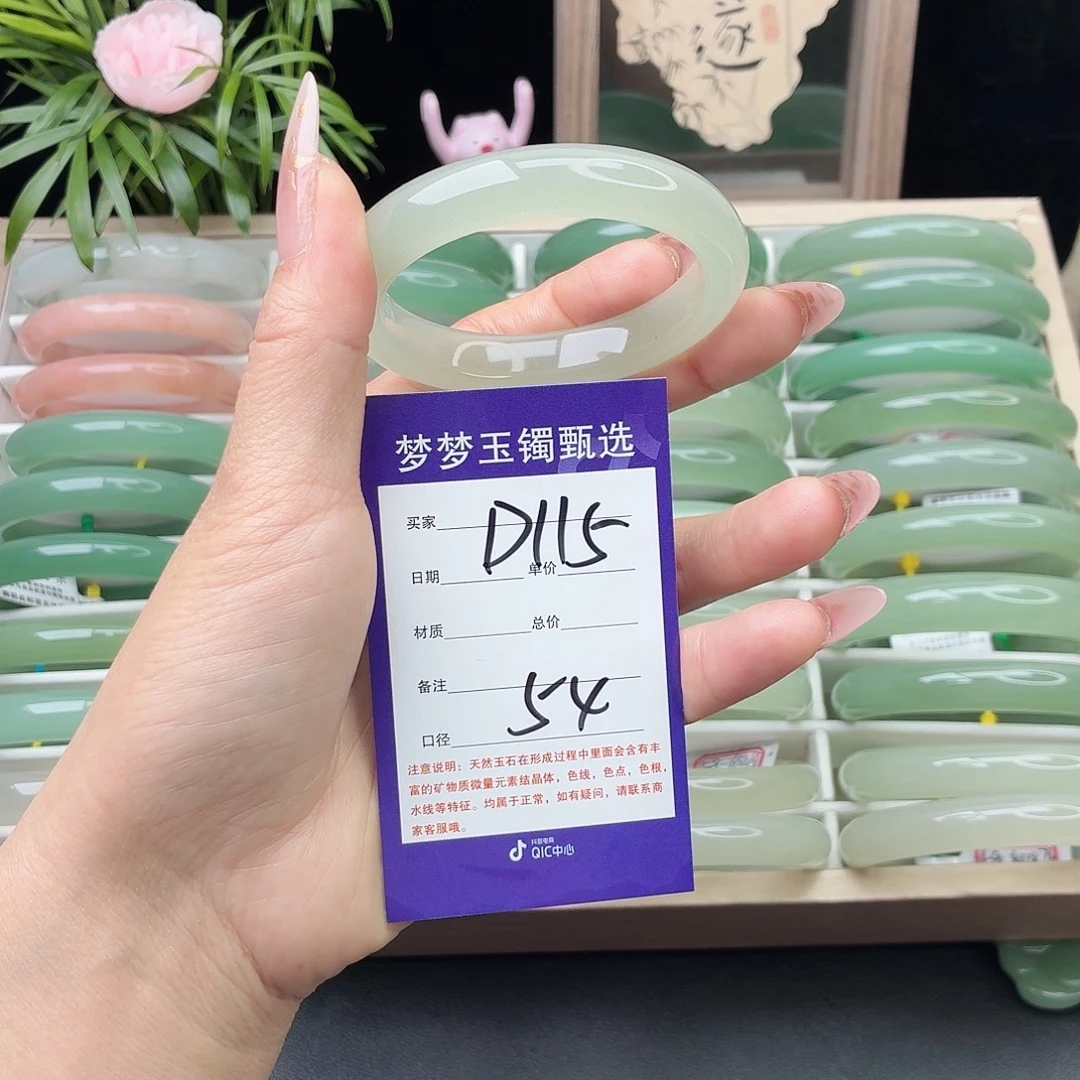 遂
梦梦玉镯甄选
买家 D115
日期 单价
材质 总价
备注 54
口径
注意说明：天然玉石在形成过程中里面会含有丰
富的矿物质微量元素结晶体，色线，色点，色根，
水线等特征。均属于正常，如有疑问，请联系商
家客服哦。
抖音电商
QIC中心